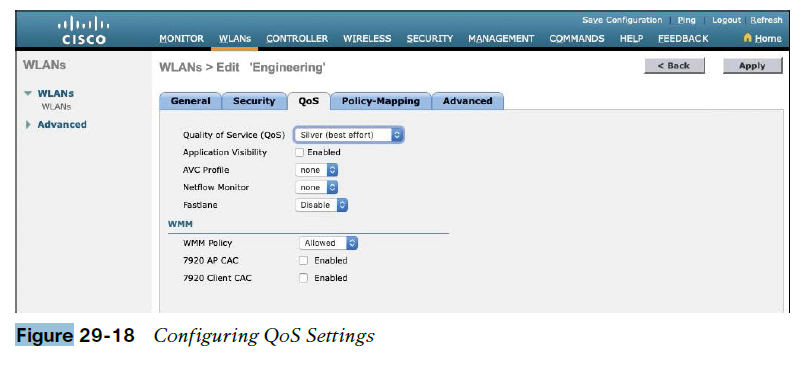 Save Configuration | Ping | Logout | Refresh
CISCO
MONITOR WLANs CONTROLLER WIRELESS SECURITY MANAGEMENT COMMANDS HELP FEEDBACK Home
WLANs
WLANs > Edit 'Engineering'
< Back
Apply
WLANs
WLANs
Advanced
General Security QoS Policy-Mapping Advanced
Quality of Service (QoS) Silver (best effort)
Application Visibility Enabled
AVC Profile none
Netflow Monitor none
Fastlane Disable
WMM
WMM Policy Allowed
7920 AP CAC Enabled
7920 Client CAC Enabled
Figure 29-18 Configuring QoS Settings